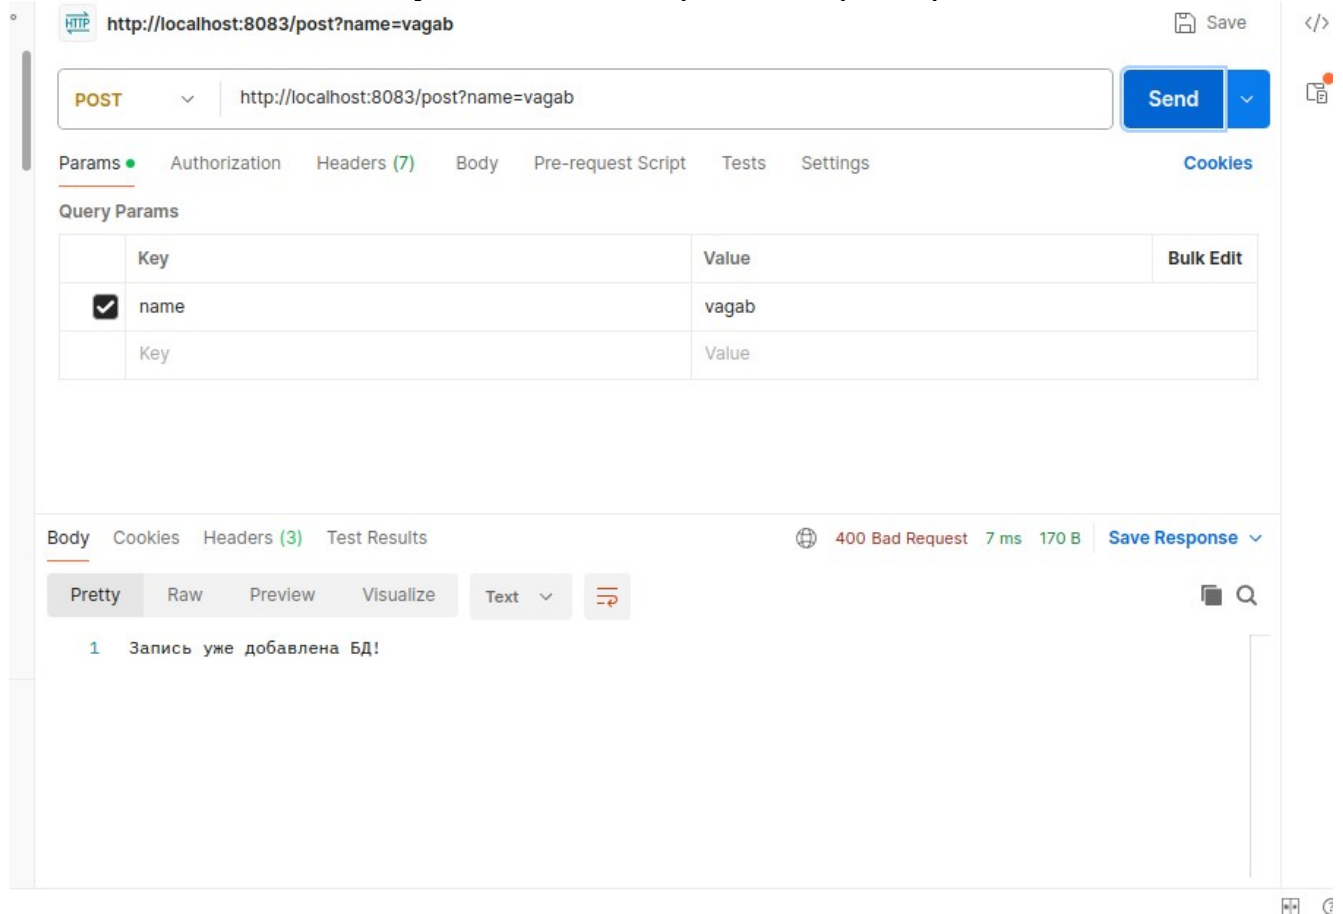 HTTP http://localhost:8083/post?name=vagab Save </>
POST http://localhost:8083/post?name=vagab Send
Params Authorization Headers (7) Body Pre-request Script Tests Settings Cookies
Query Params
Key Value Bulk Edit
name vagab
Key Value
Body Cookies Headers (3) Test Results 400 Bad Request 7 ms 170 B Save Response
Pretty Raw Preview Visualize Text
1 Запись уже добавлена БД!